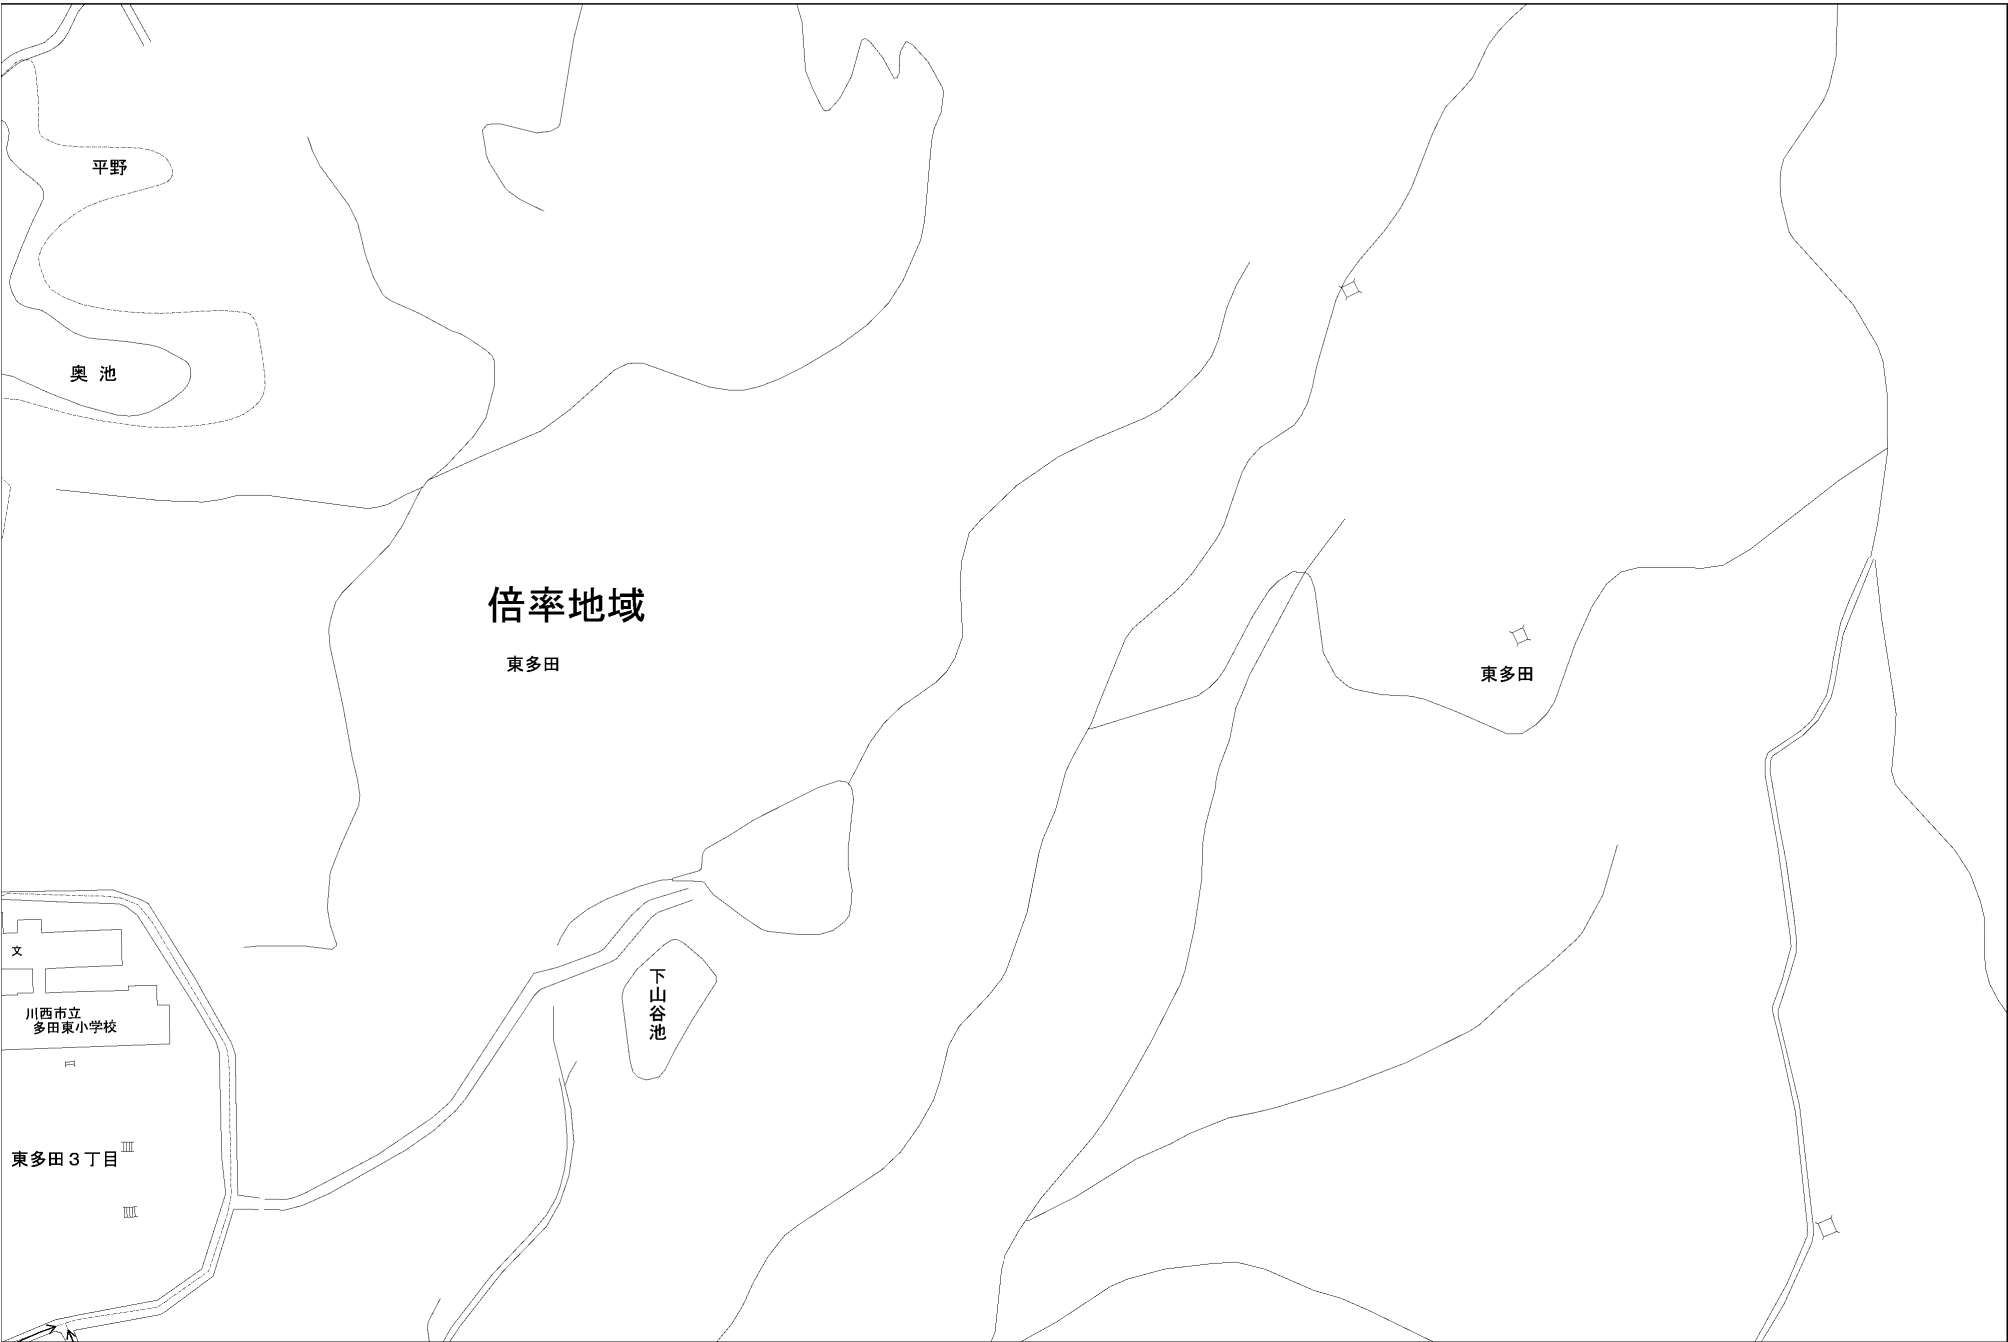 平野
奥 池
倍率地域
東多田
東多田
文
川西市立
多田東小学校
下山谷池
東多田3丁目